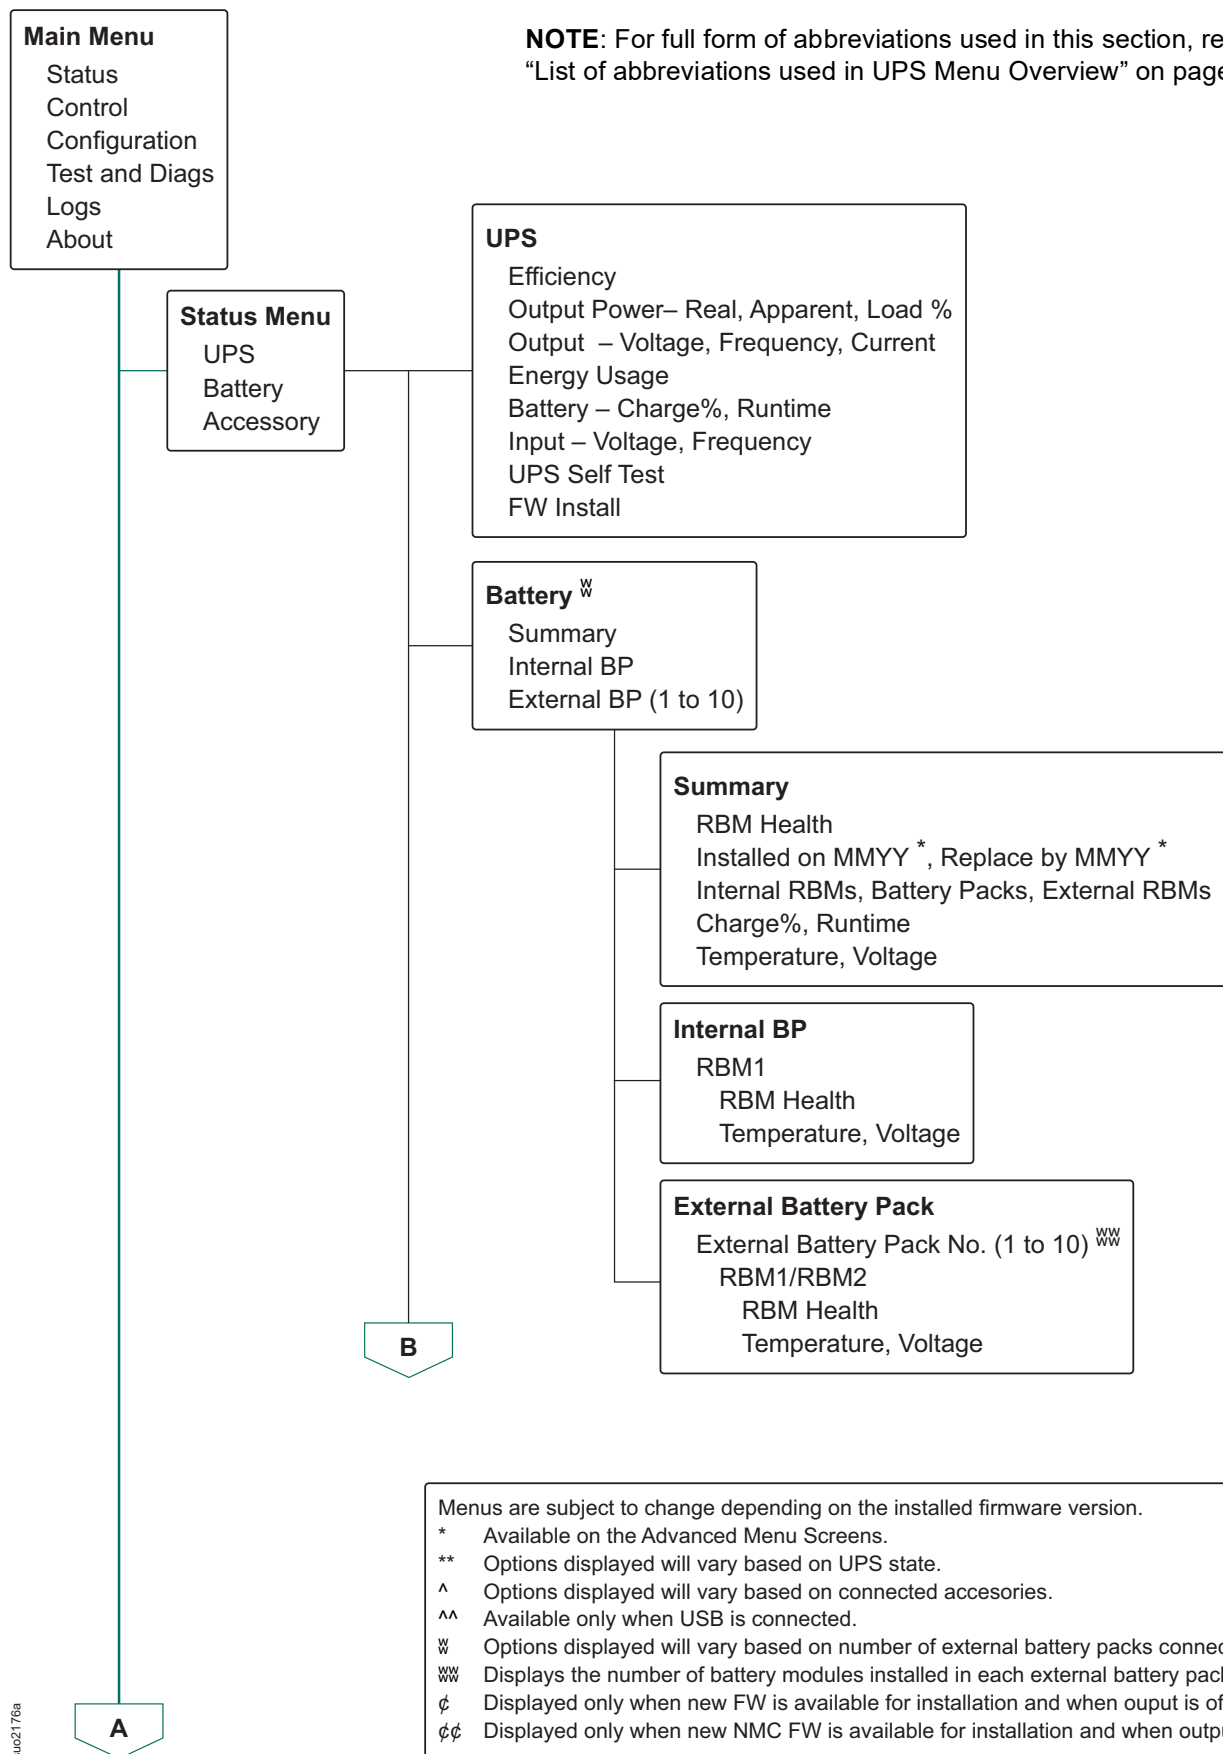 Main Menu
Status
Control
Configuration
Test and Diags
Logs
About
NOTE: For full form of abbreviations used in this section, re
“List of abbreviations used in UPS Menu Overview” on page
Status Menu
UPS
Battery
Accessory
UPS
Efficiency
Output Power– Real, Apparent, Load %
Output – Voltage, Frequency, Current
Energy Usage
Battery – Charge%, Runtime
Input – Voltage, Frequency
UPS Self Test
FW Install
Battery ʬ
Summary
Internal BP
External BP (1 to 10)
Summary
RBM Health
Installed on MMYY *, Replace by MMYY *
Internal RBMs, Battery Packs, External RBMs
Charge%, Runtime
Temperature, Voltage
Internal BP
RBM1
RBM Health
Temperature, Voltage
External Battery Pack
External Battery Pack No. (1 to 10) ʬʬ
RBM1/RBM2
RBM Health
Temperature, Voltage
B
Menus are subject to change depending on the installed firmware version.
* Available on the Advanced Menu Screens.
** Options displayed will vary based on UPS state.
^ Options displayed will vary based on connected accesories.
^^ Available only when USB is connected.
ʬ Options displayed will vary based on number of external battery packs connec
ʬʬ Displays the number of battery modules installed in each external battery pac
¢ Displayed only when new FW is available for installation and when ouput is of
¢¢ Displayed only when new NMC FW is available for installation and when outp
A
suo2176a